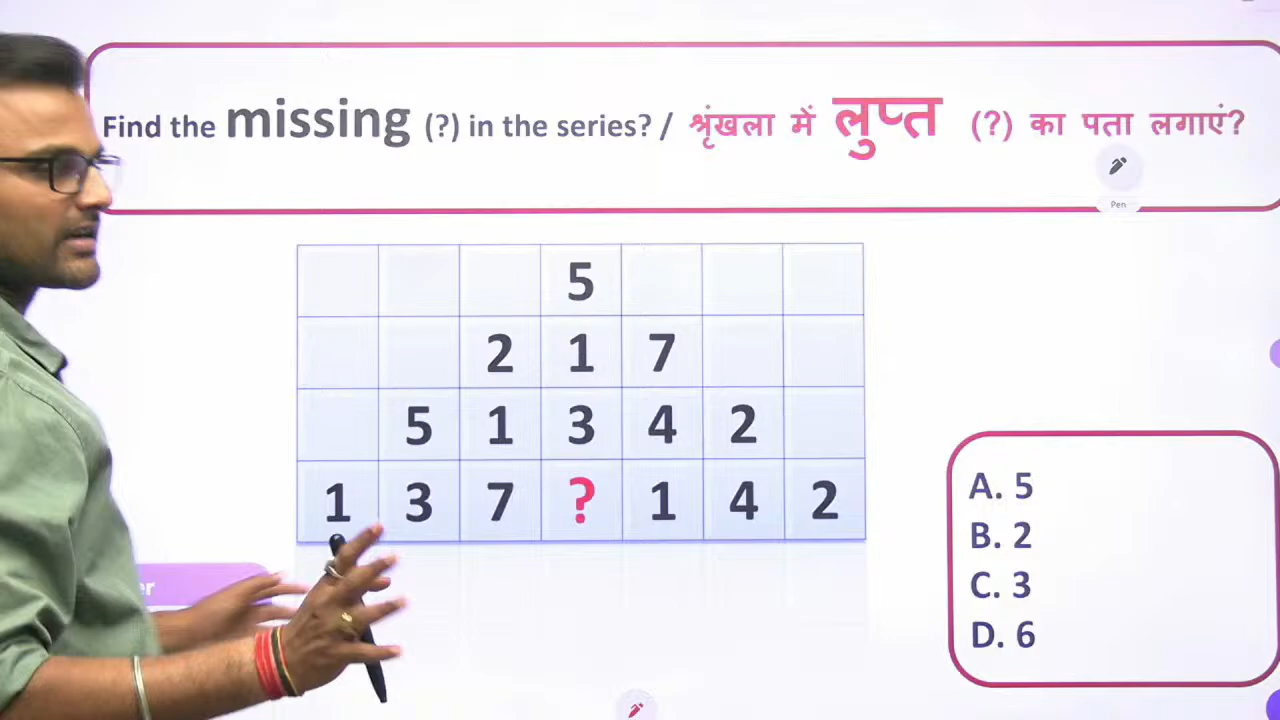 Find the missing (?) in the series? / श्रृंखला में लुप्त (?) का पता लगाएं?
Pen
5
2 1 7
5 1 3 4 2
1 3 7 ? 1 4 2
A. 5
B. 2
C. 3
D. 6